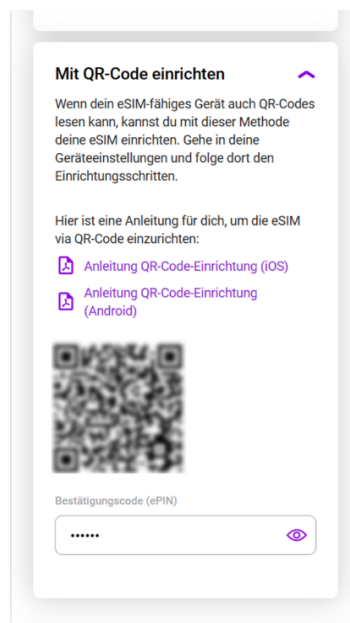 Mit QR-Code einrichten
Wenn dein eSIM-fähiges Gerät auch QR-Codes
lesen kann, kannst du mit dieser Methode
deine eSIM einrichten. Gehe in deine
Geräteeinstellungen und folge dort den
Einrichtungsschritten.
Hier ist eine Anleitung für dich, um die eSIM
via QR-Code einzurichten:
Anleitung QR-Code-Einrichtung (iOS)
Anleitung QR-Code-Einrichtung
(Android)
Bestätigungscode (ePIN)
••••••